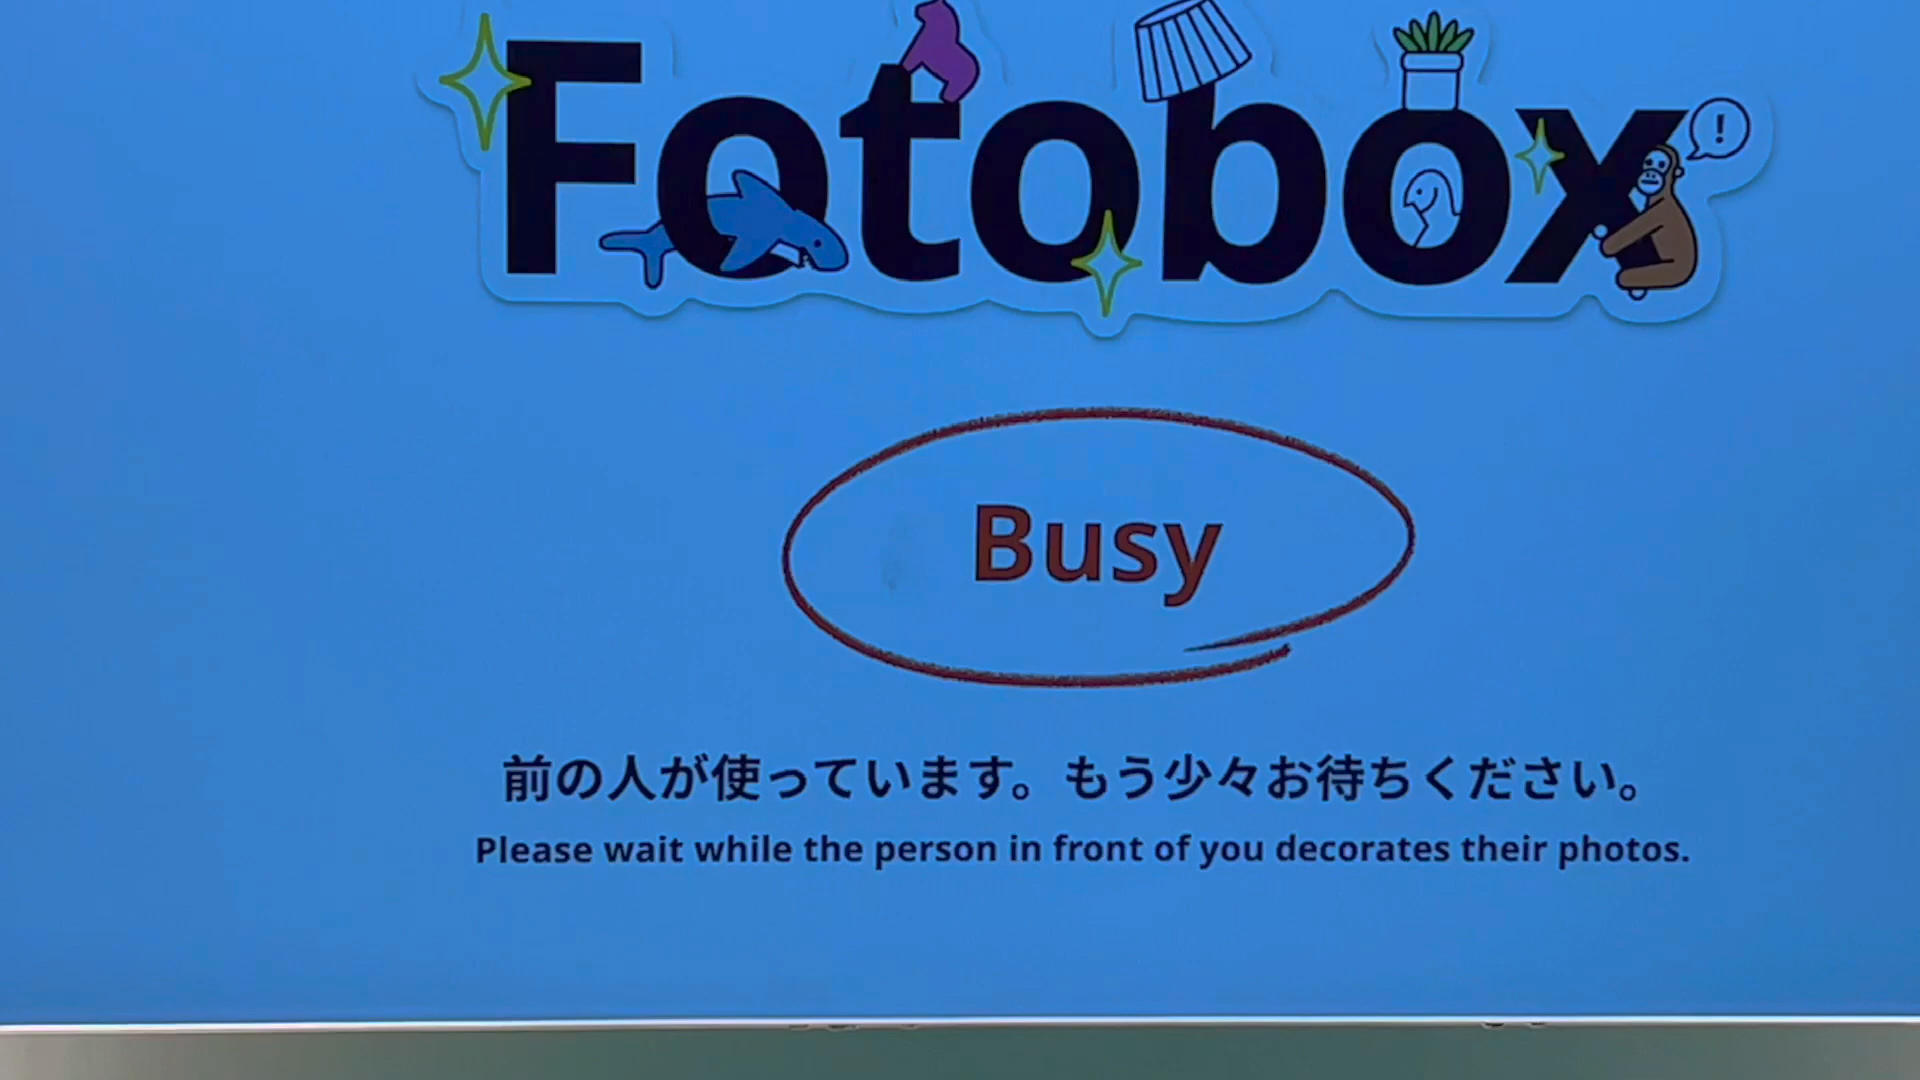 Fotobox
!
Busy
前の人が使っています。もう少々お待ちください。
Please wait while the person in front of you decorates their photos.